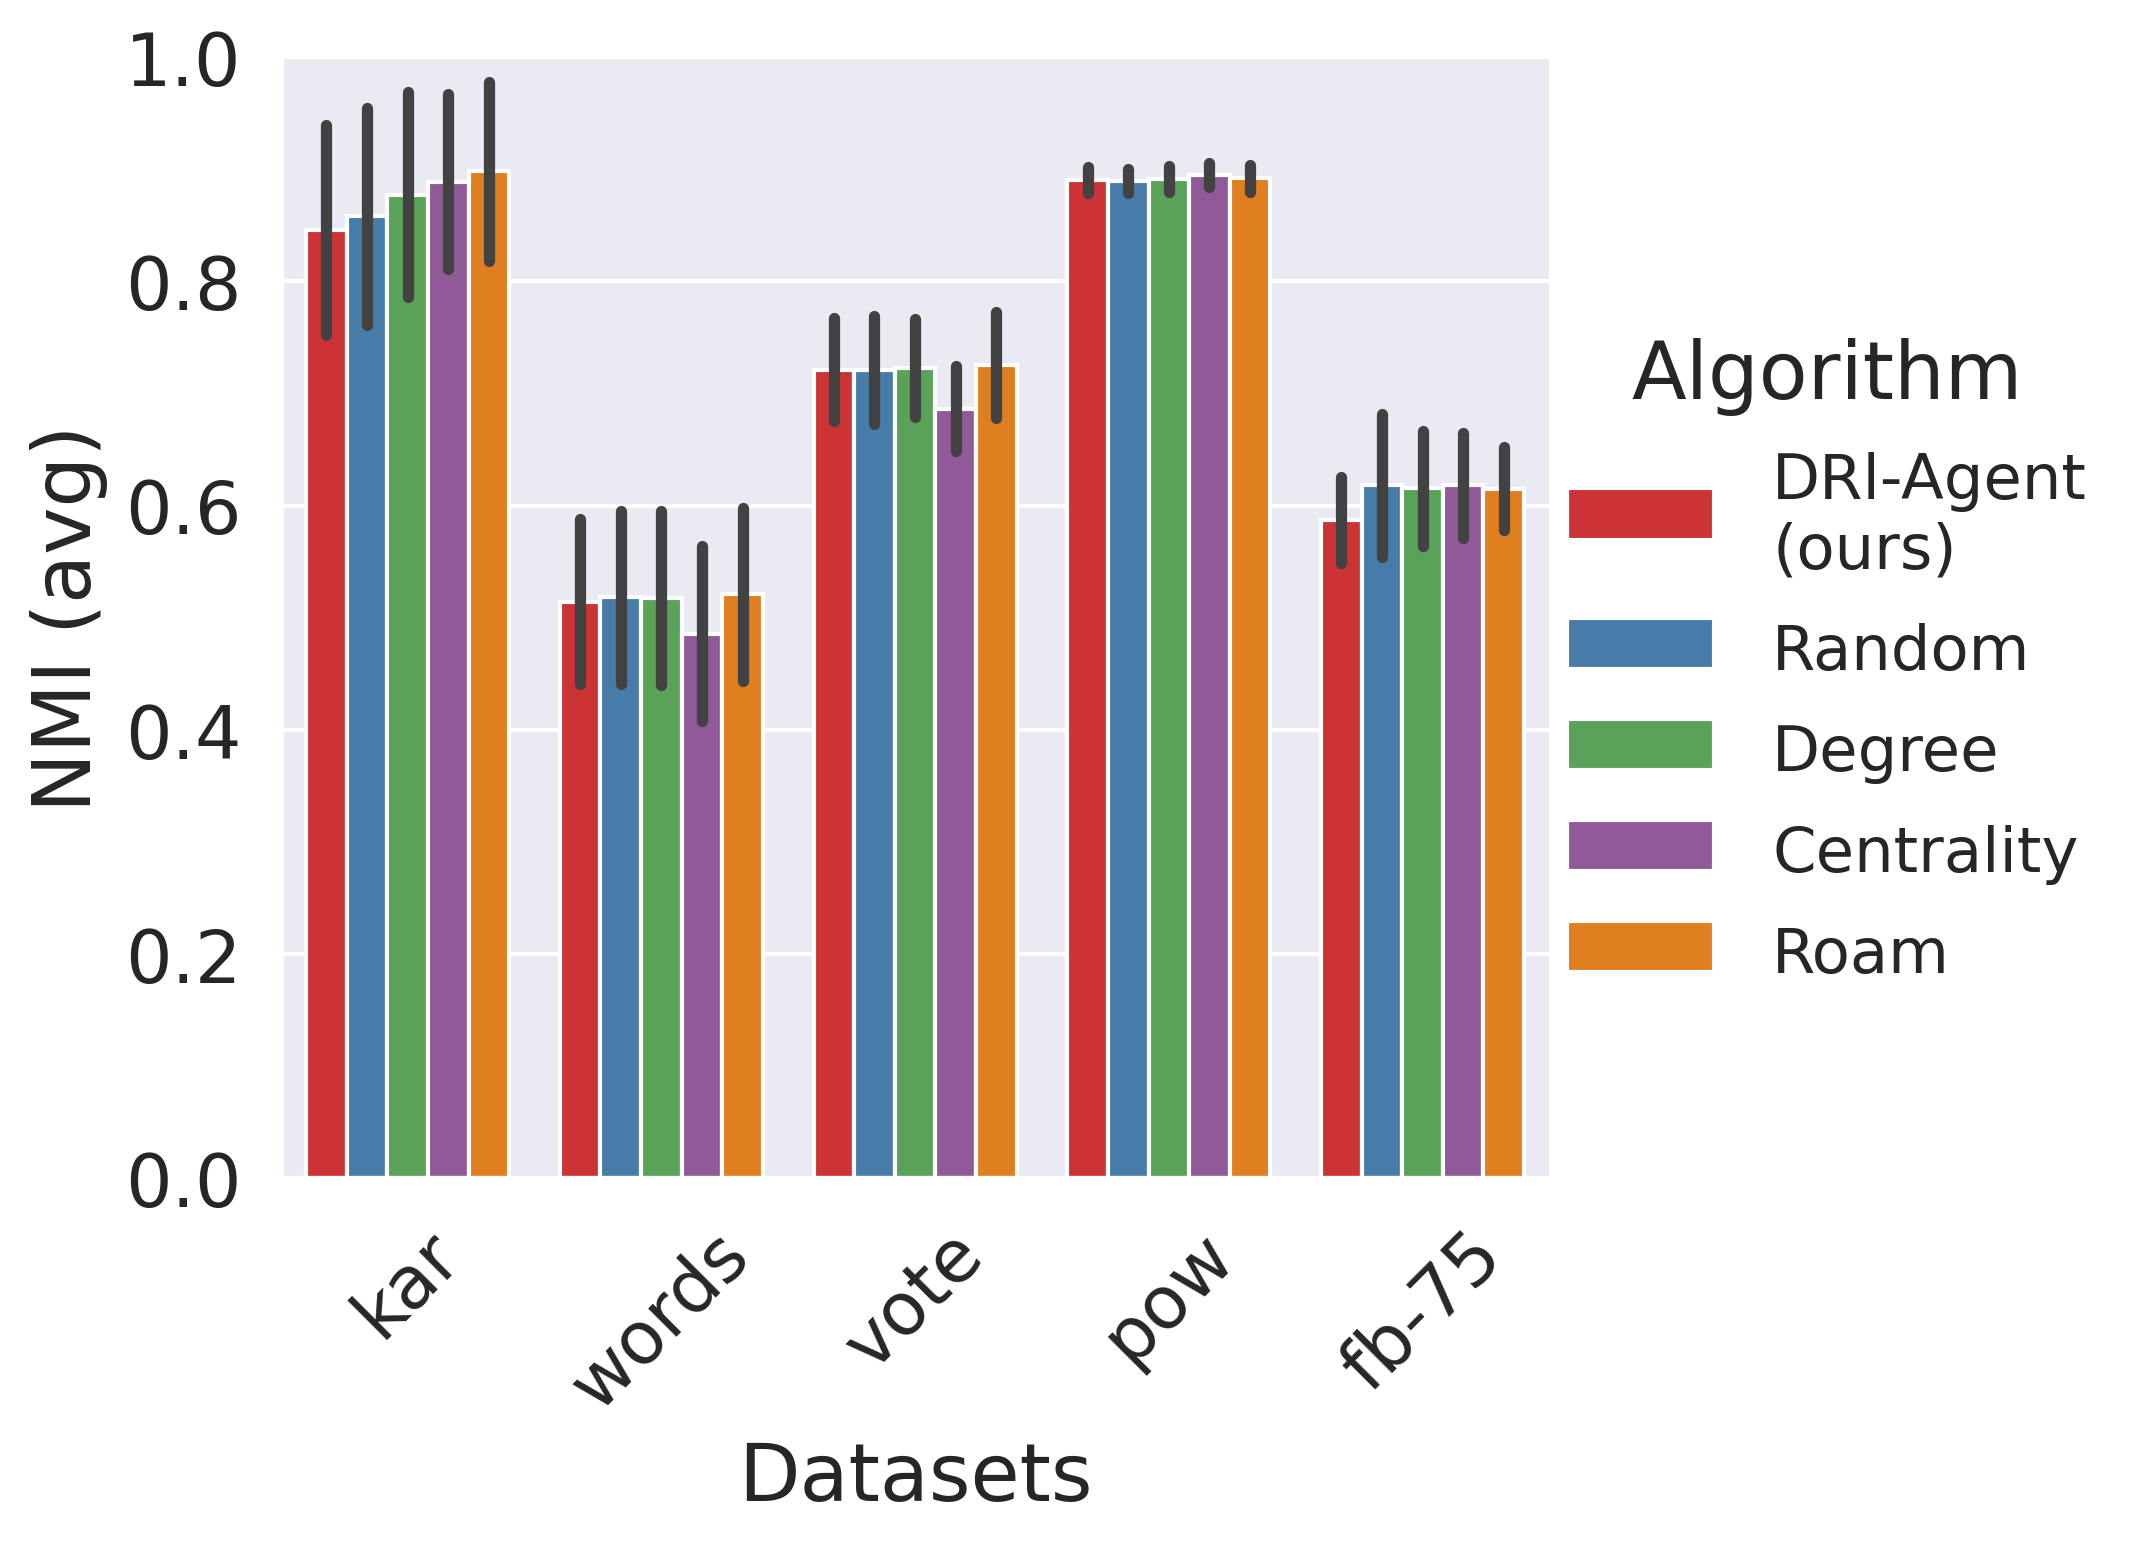 1.0
0.8
0.6
0.4
0.2
0.0
NMI (avg)
kar
words
vote
pow
fb-75
Datasets
Algorithm
DRl-Agent
(ours)
Random
Degree
Centrality
Roam